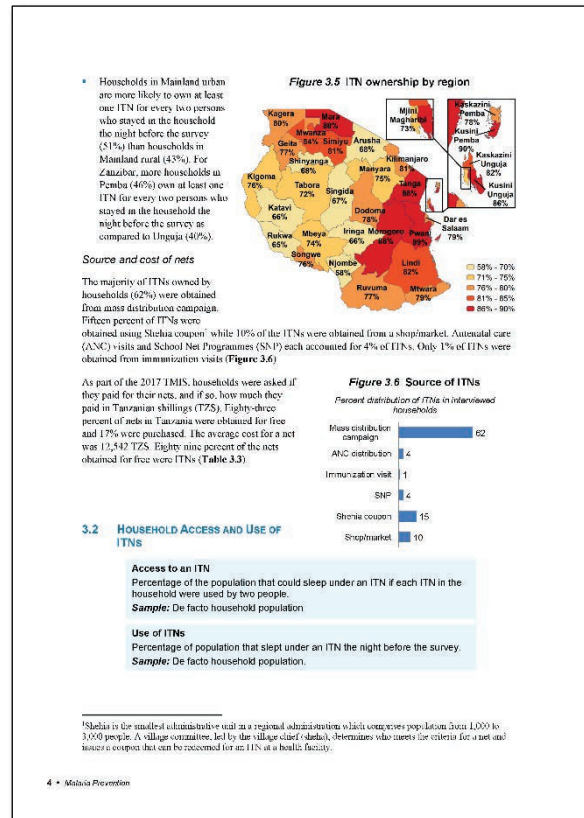 ▪ Households in Mainland urban
are more likely to own at least
one ITN for every two persons
who stayed in the household
the night before the survey
(51%) than households in
Mainland rural (43%). For
Zanzibar, more households in
Pemba (46%) own at least one
ITN for every two persons who
stayed in the household the
night before the survey as
compared to Unguja (40%).
Source and cost of nets
The majority of ITNs owned by
households (62%) were obtained
from mass distribution campaign.
Fifteen percent of ITNs were
obtained using Shehia coupon¹ while 10% of the ITNs were obtained from a shop/market. Antenatal care
(ANC) visits and School Net Programmes (SNP) each accounted for 4% of ITNs. Only 1% of ITNs were
obtained from immunization visits (Figure 3.6)
Figure 3.5 ITN ownership by region
Kagera
80%
Mara
86%
Mwanza
84%
Simiyu
81%
Geita
77%
Arusha
68%
Shinyanga
68%
Kilimanjaro
81%
Manyara
75%
Kigoma
76%
Tabora
72%
Singida
67%
Tanga
86%
Katavi
66%
Dodoma
78%
Dar es
Salaam
79%
Rukwa
65%
Mbeya
74%
Iringa
66%
Morogoro
88%
Pwani
89%
Songwe
76%
Njombe
58%
Lindi
82%
Ruvuma
77%
Mtwara
79%
Mjini
Magharibi
73%
Kaskazini
Pemba
78%
Kusini
Pemba
90%
Kaskazini
Unguja
82%
Kusini
Unguja
86%
58% - 70%
71% - 75%
76% - 80%
81% - 85%
86% - 90%
As part of the 2017 TMIS, households were asked if
they paid for their nets, and if so, how much they
paid in Tanzanian shillings (TZS). Eighty-three
percent of nets in Tanzania were obtained for free
and 17% were purchased. The average cost for a net
was 12,542 TZS. Eighty nine percent of the nets
obtained for free were ITNs (Table 3.3)
Figure 3.6 Source of ITNs
Percent distribution of ITNs in interviewed
households
Mass distribution
campaign
62
ANC distribution
4
Immunization visit
1
SNP
4
Shehia coupon
15
Shop/market
10
3.2 HOUSEHOLD ACCESS AND USE OF
ITNS
Access to an ITN
Percentage of the population that could sleep under an ITN if each ITN in the
household were used by two people.
Sample: De facto household population
Use of ITNs
Percentage of population that slept under an ITN the night before the survey.
Sample: De facto household population.
¹Shehia is the smallest administrative unit in a regional administration which comprises population from 1,000 to
3,000 people. A village committee, led by the village chief (sheha), determines who meets the criteria for a net and
issues a coupon that can be redeemed for an ITN at a health facility.
4 • Malaria Prevention